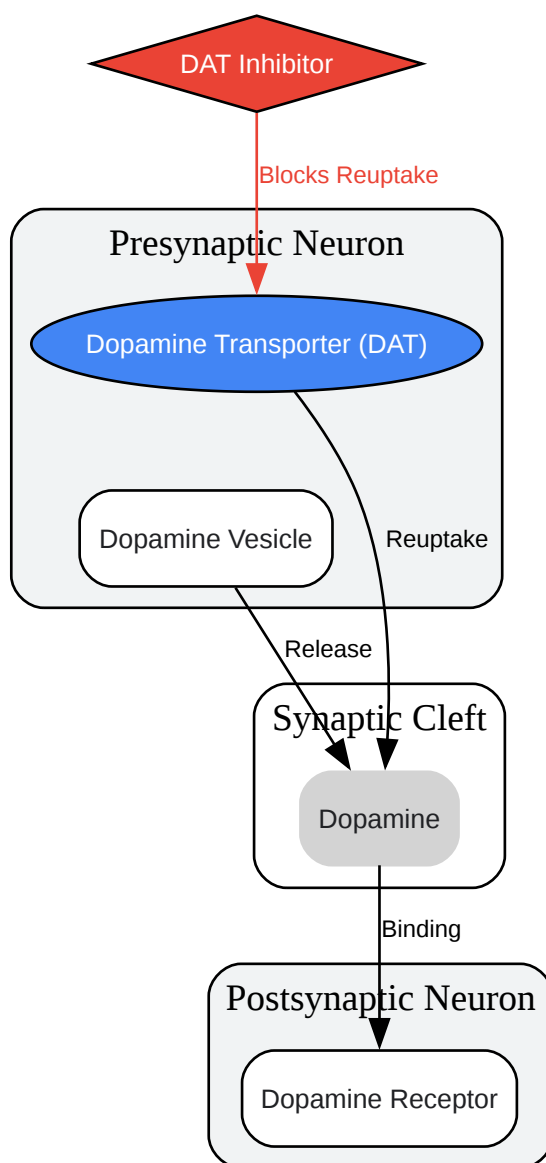 DAT Inhibitor
Blocks Reuptake
Presynaptic Neuron
Dopamine Transporter (DAT)
Dopamine Vesicle
Reuptake
Release
Synaptic Cleft
Dopamine
Binding
Postsynaptic Neuron
Dopamine Receptor